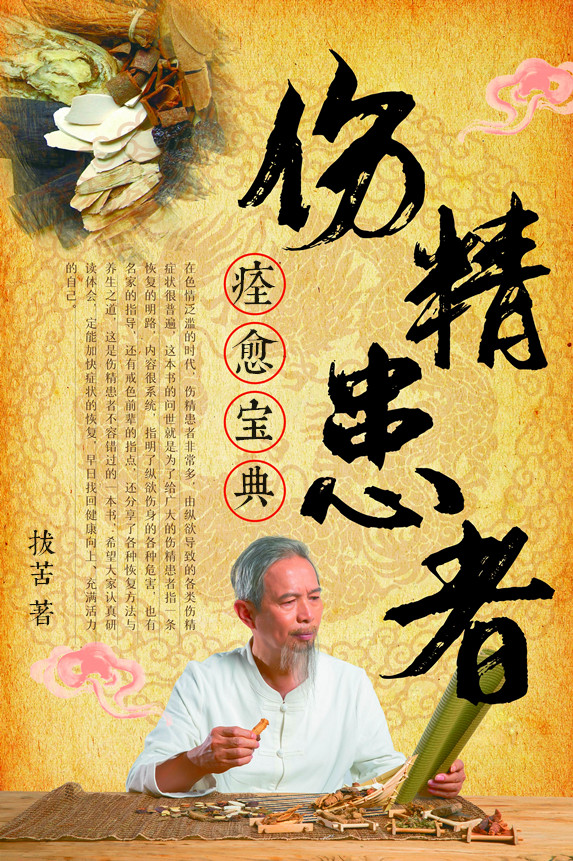 伤精患者
痊愈宝典
在色情泛滥的时代，伤精患者非常多，由纵欲导致的各类伤精
症状很普遍，这本书的问世就是为了给广大的伤精患者指一条
恢复的明路，内容很系统，指明了纵欲伤身的各种危害，也有
名家的指导，还有戒色前辈的指点，还分享了各种恢复方法与
养生之道，这是伤精患者不容错过的一本书、希望大家认真研
读体会，定能加快症状的恢复，早日找回健康向上、充满活力
的自己。
拔苦 著